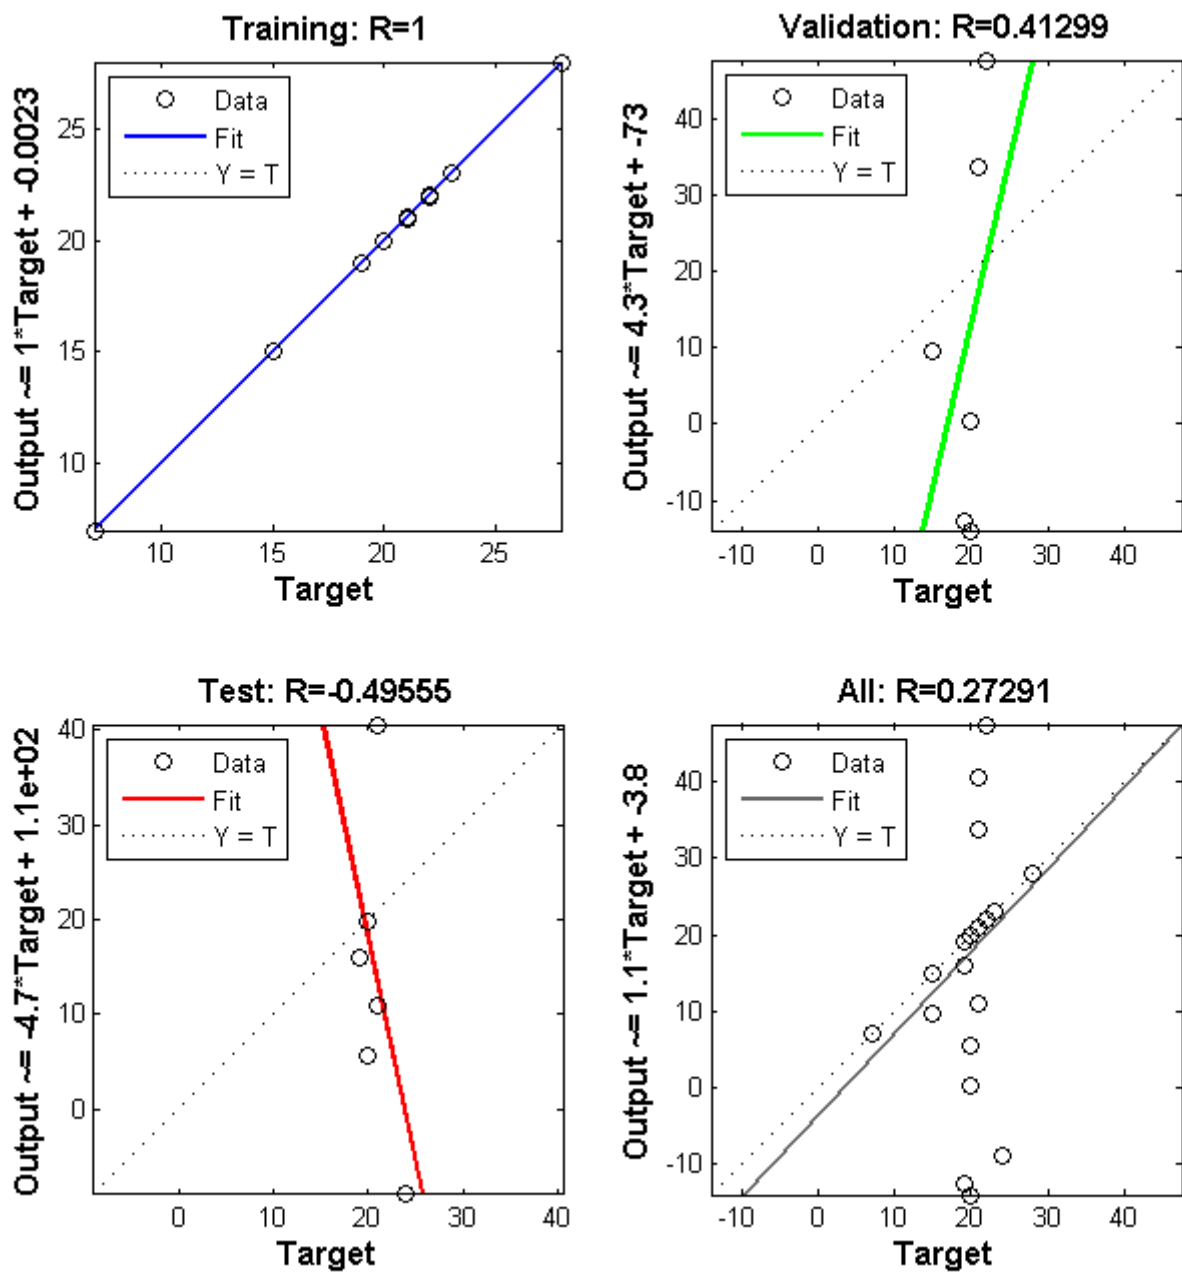 Training: R=1
Output ~= 1*Target + -0.0023
Data
Fit
Y = T
25
20
15
10
10 15 20 25
Target
Validation: R=0.41299
Output ~= 4.3*Target + -73
Data
Fit
Y = T
40
30
20
10
0
-10
-10 0 10 20 30 40
Target
Test: R=-0.49555
Output ~= -4.7*Target + 1.1e+02
Data
Fit
Y = T
40
30
20
10
0
0 10 20 30 40
Target
All: R=0.27291
Output ~= 1.1*Target + -3.8
Data
Fit
Y = T
40
30
20
10
0
-10
-10 0 10 20 30 40
Target